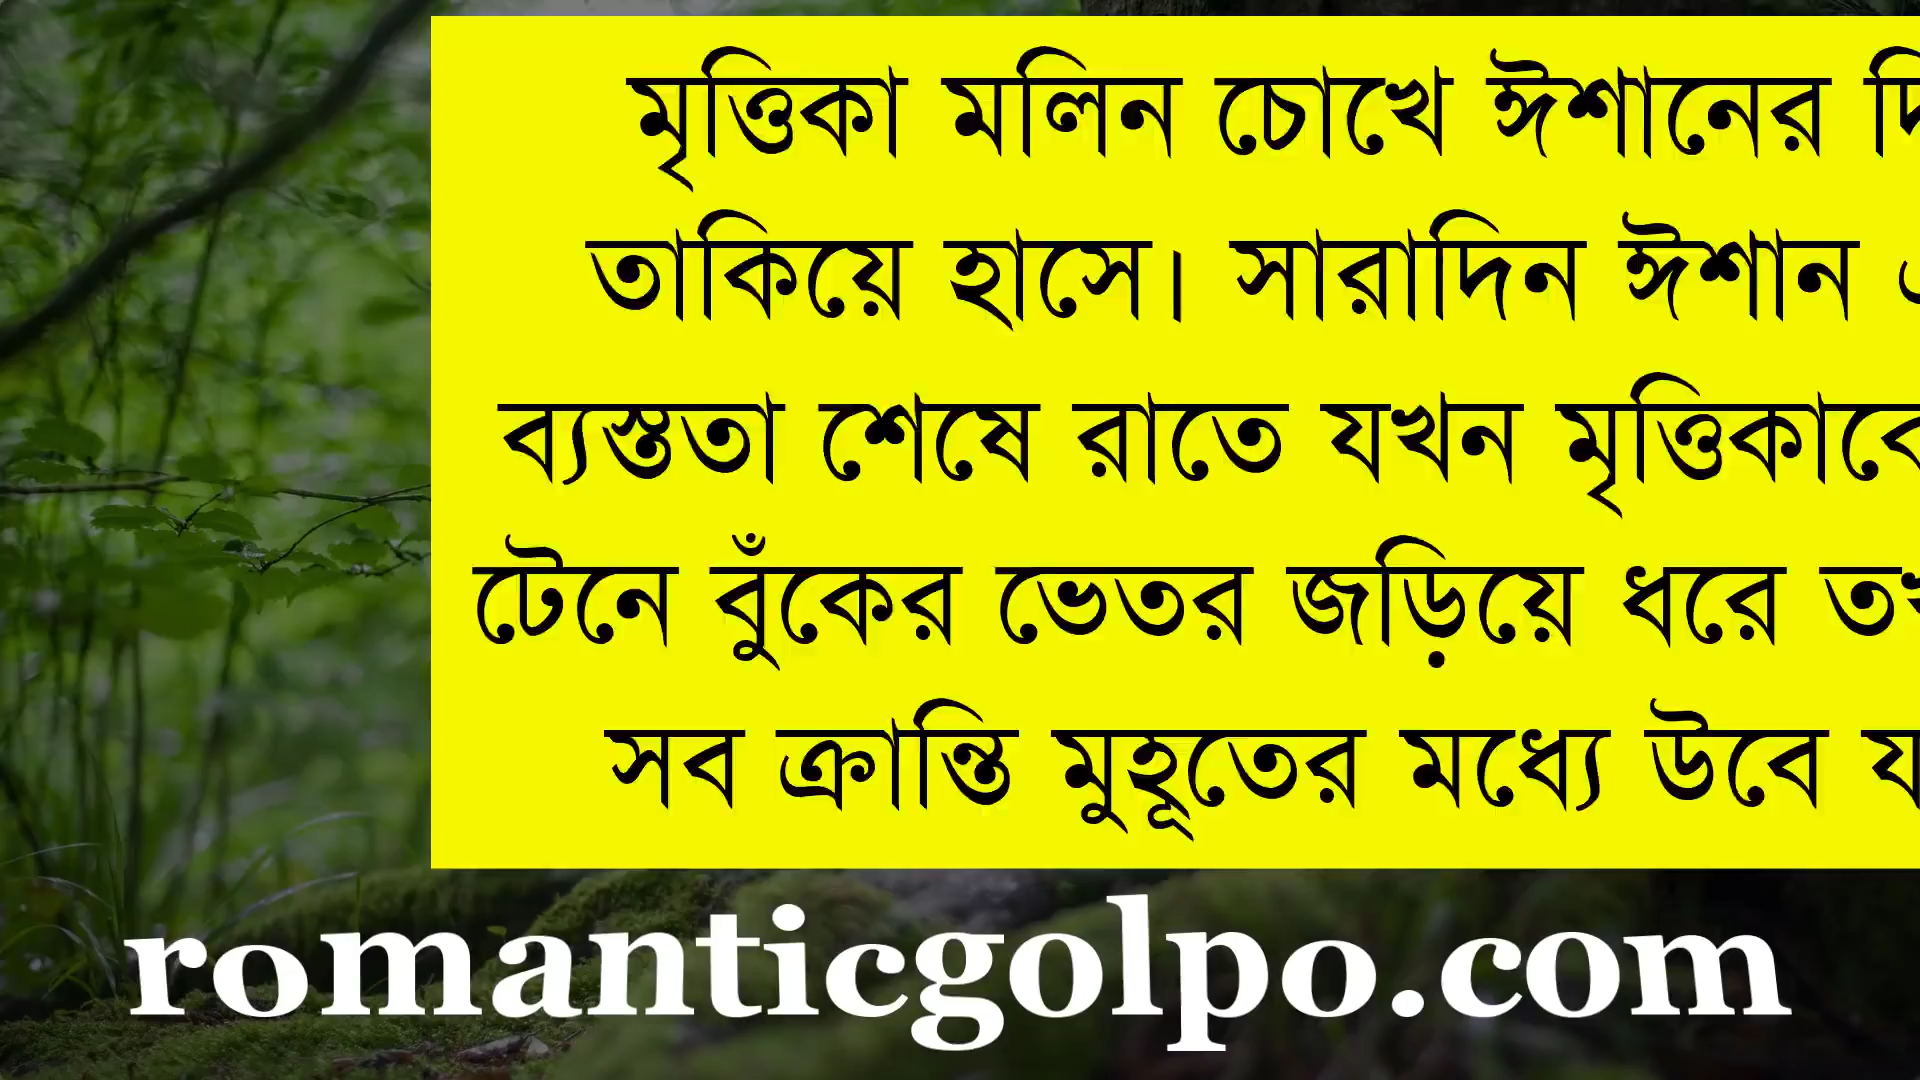 মৃত্তিকা মলিন চোখে ঈশানের
তাকিয়ে হাসে। সারাদিন ঈশান
ব্যস্ততা শেষে রাতে যখন
টেনে বুঁকের ভেতর জড়িয়ে ধরে
সব ক্রান্তি মুহূতের মধ্যে উবে
romanticgolpo.com